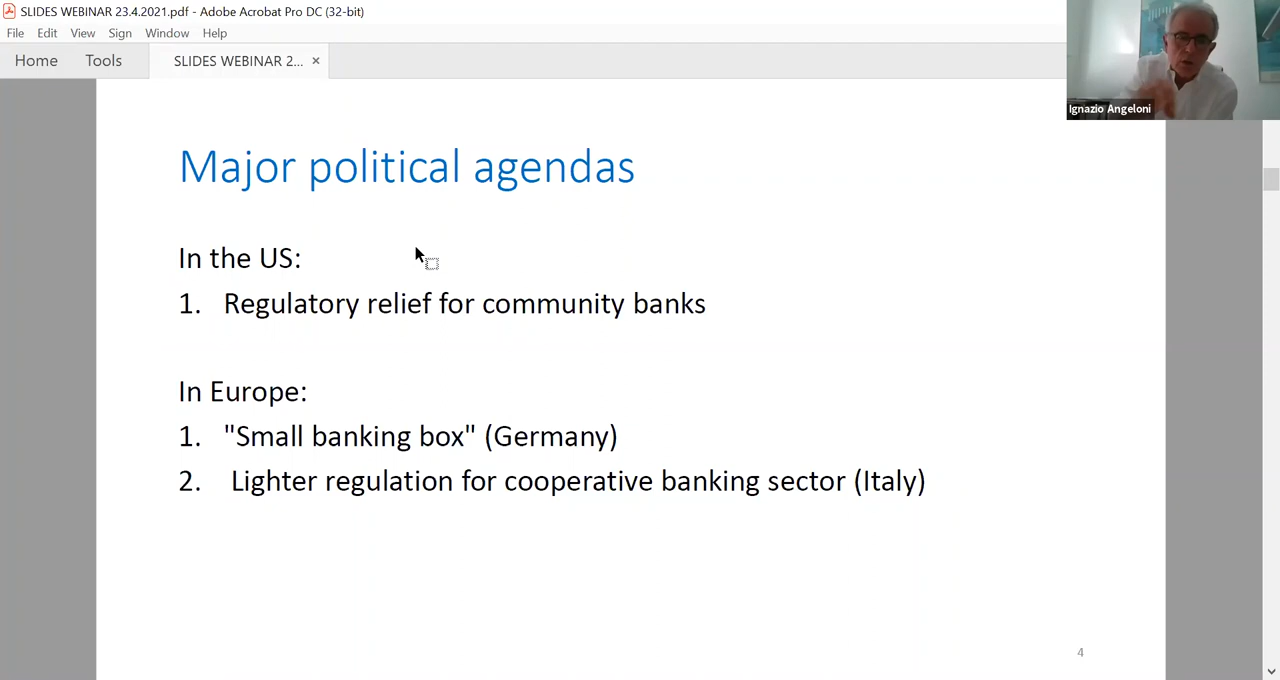 SLIDES WEBINAR 23.4.2021.pdf - Adobe Acrobat Pro DC (32-bit)
File Edit View Sign Window Help
Home Tools SLIDES WEBINAR 2... ×
Ignazio Angeloni
Major political agendas
In the US:
1. Regulatory relief for community banks
In Europe:
1. "Small banking box" (Germany)
2. Lighter regulation for cooperative banking sector (Italy)
4